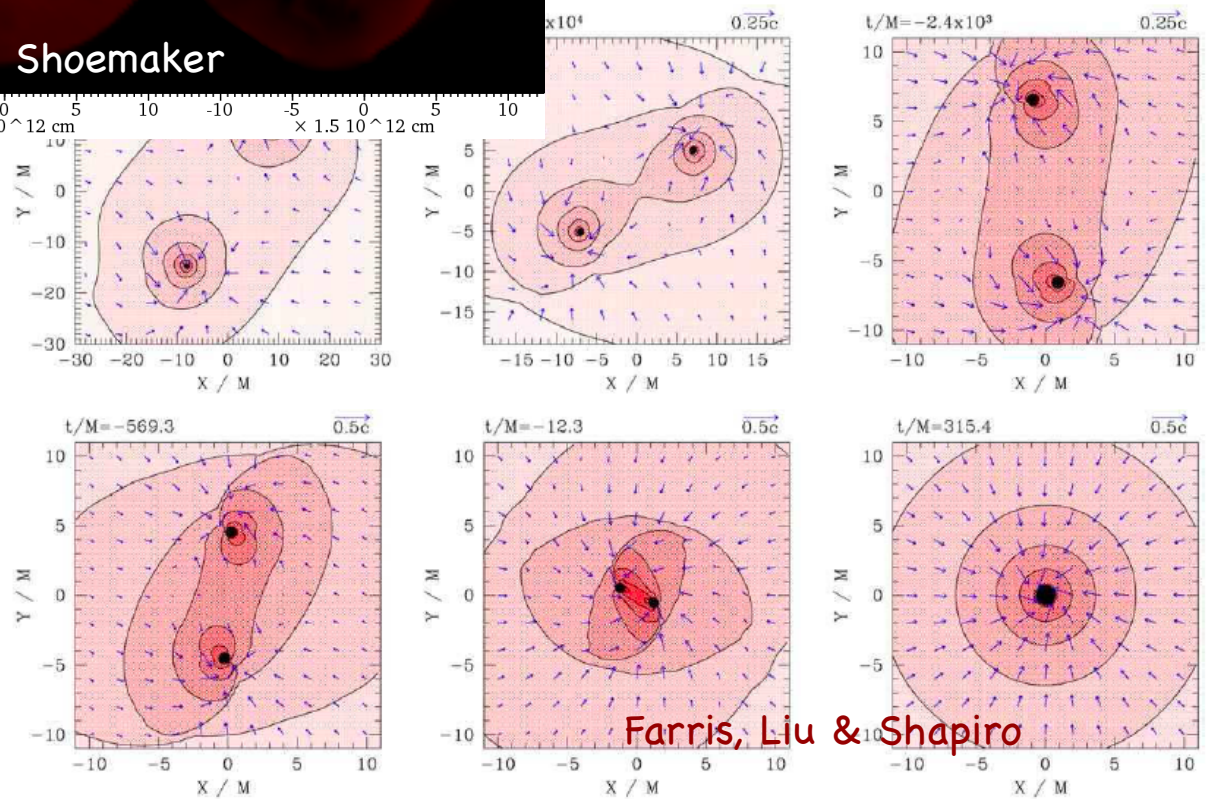 Shoemaker
0 5 10 -10 -5 0 5 10
0^12 cm × 1.5 10^12 cm
x10⁴ 0.25c
t/M=-2.4x10³ 0.25c
10
0
-10
-20
-30
Y / M
-30 -20 -10 0 10 20 30
X / M
5
0
-5
-10
-15
Y / M
-15 -10 -5 0 5 10 15
X / M
10
5
0
-5
-10
Y / M
-10 -5 0 5 10
X / M
t/M=-569.3 0.5c
10
5
0
-5
-10
Y / M
-10 -5 0 5 10
X / M
t/M=-12.3 0.5c
10
5
0
-5
-10
Y / M
-10 -5 0 5 10
X / M
t/M=315.4 0.5c
10
5
0
-5
-10
Y / M
-10 -5 0 5 10
X / M
Farris, Liu & Shapiro